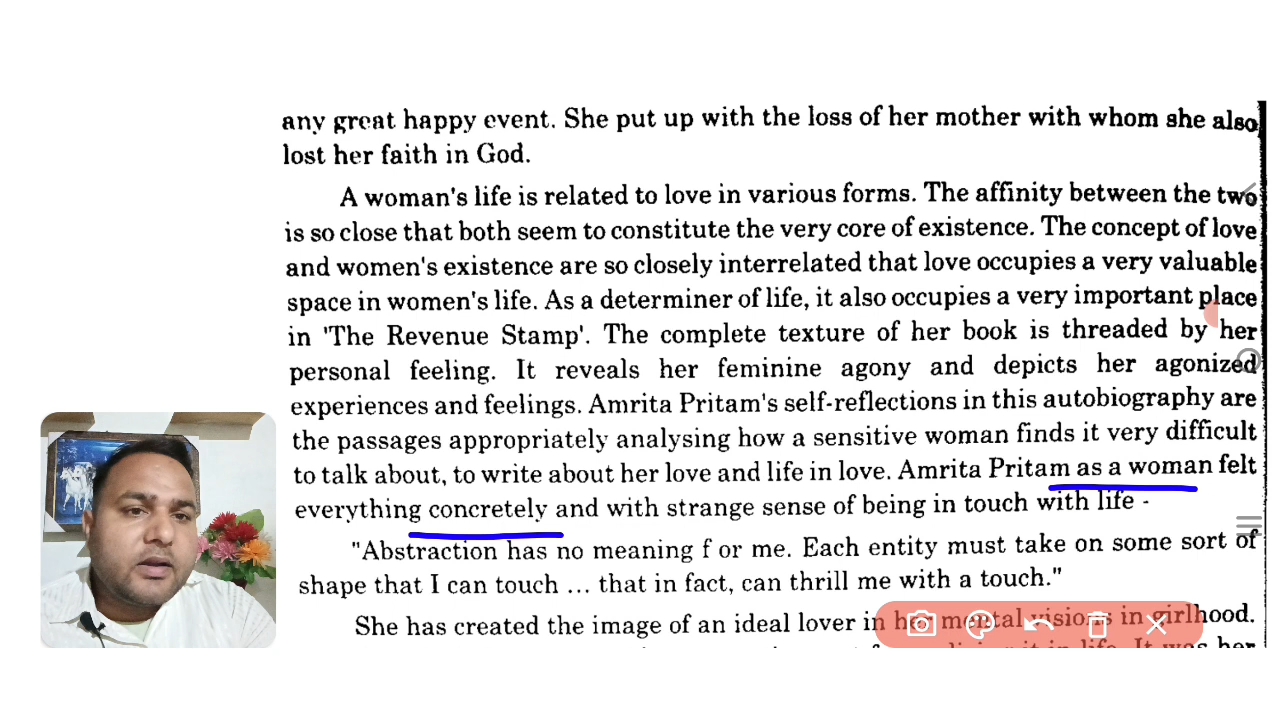 any great happy event. She put up with the loss of her mother with whom she also
lost her faith in God.
A woman's life is related to love in various forms. The affinity between the two
is so close that both seem to constitute the very core of existence. The concept of love
and women's existence are so closely interrelated that love occupies a very valuable
space in women's life. As a determiner of life, it also occupies a very important place
in 'The Revenue Stamp'. The complete texture of her book is threaded by her
personal feeling. It reveals her feminine agony and depicts her agonized
experiences and feelings. Amrita Pritam's self-reflections in this autobiography are
the passages appropriately analysing how a sensitive woman finds it very difficult
to talk about, to write about her love and life in love. Amrita Pritam as a woman felt
everything concretely and with strange sense of being in touch with life -
"Abstraction has no meaning f or me. Each entity must take on some sort of
shape that I can touch ... that in fact, can thrill me with a touch."
She has created the image of an ideal lover in her mental visions in girlhood.
in life. It was her